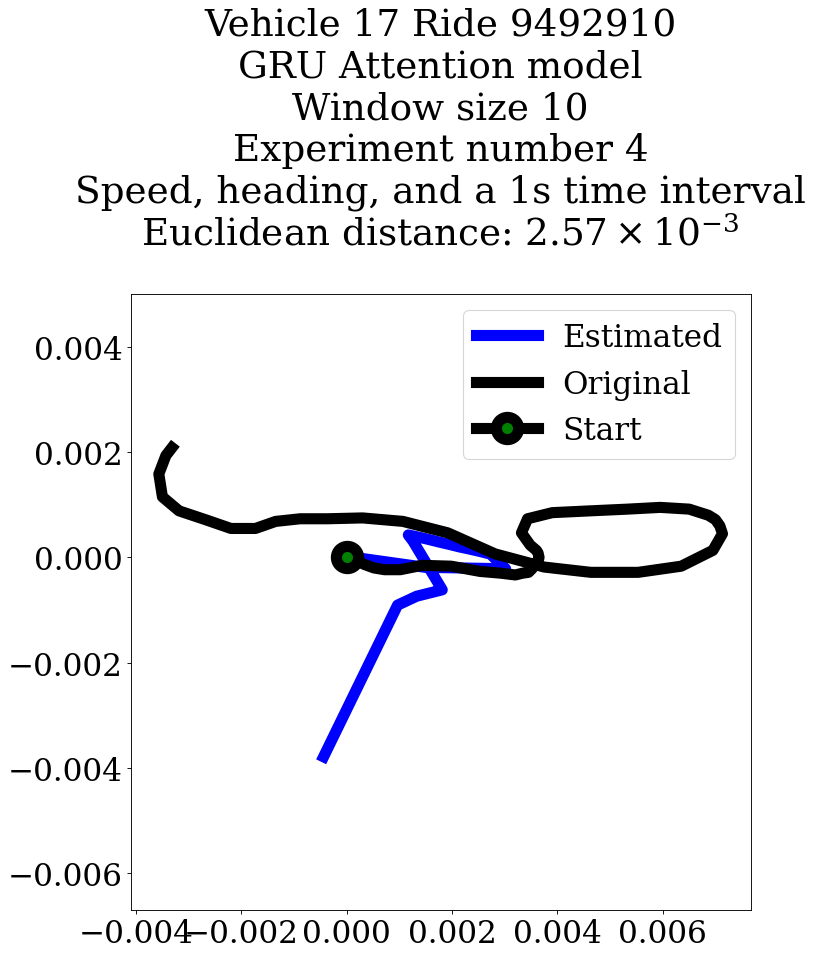 Vehicle 17 Ride 9492910
GRU Attention model
Window size 10
Experiment number 4
Speed, heading, and a 1s time interval
Euclidean distance: 2.57 × 10⁻³
Estimated
Original
Start
0.004
0.002
0.000
−0.002
−0.004
−0.006
−0.004 −0.002 0.000 0.002 0.004 0.006